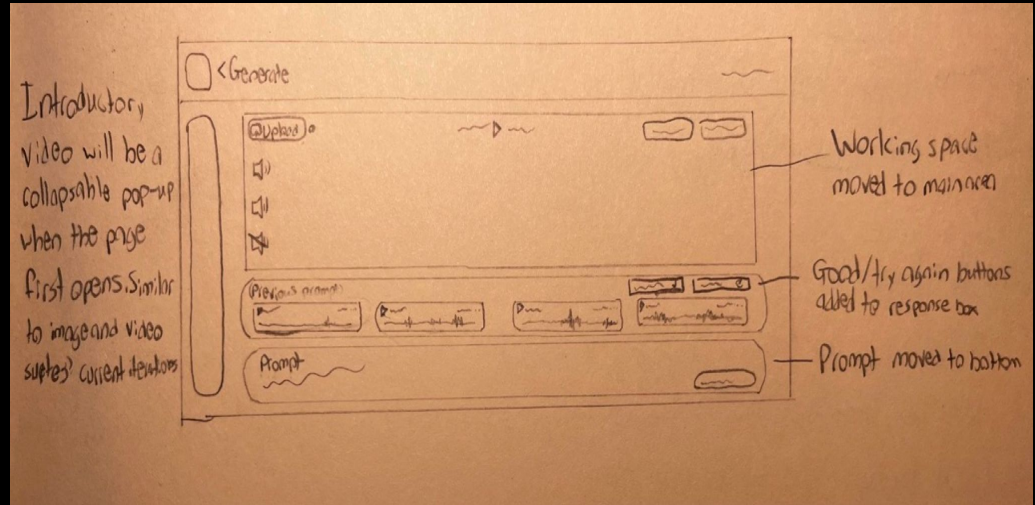 Introductory
video will be a
collapsable pop-up
when the page
first opens. Similar
to image and video
current iterations
< Generate
Upload
(Previous prompt)
Prompt
Working space
moved to main area
Good/try again buttons
added to response box
Prompt moved to bottom